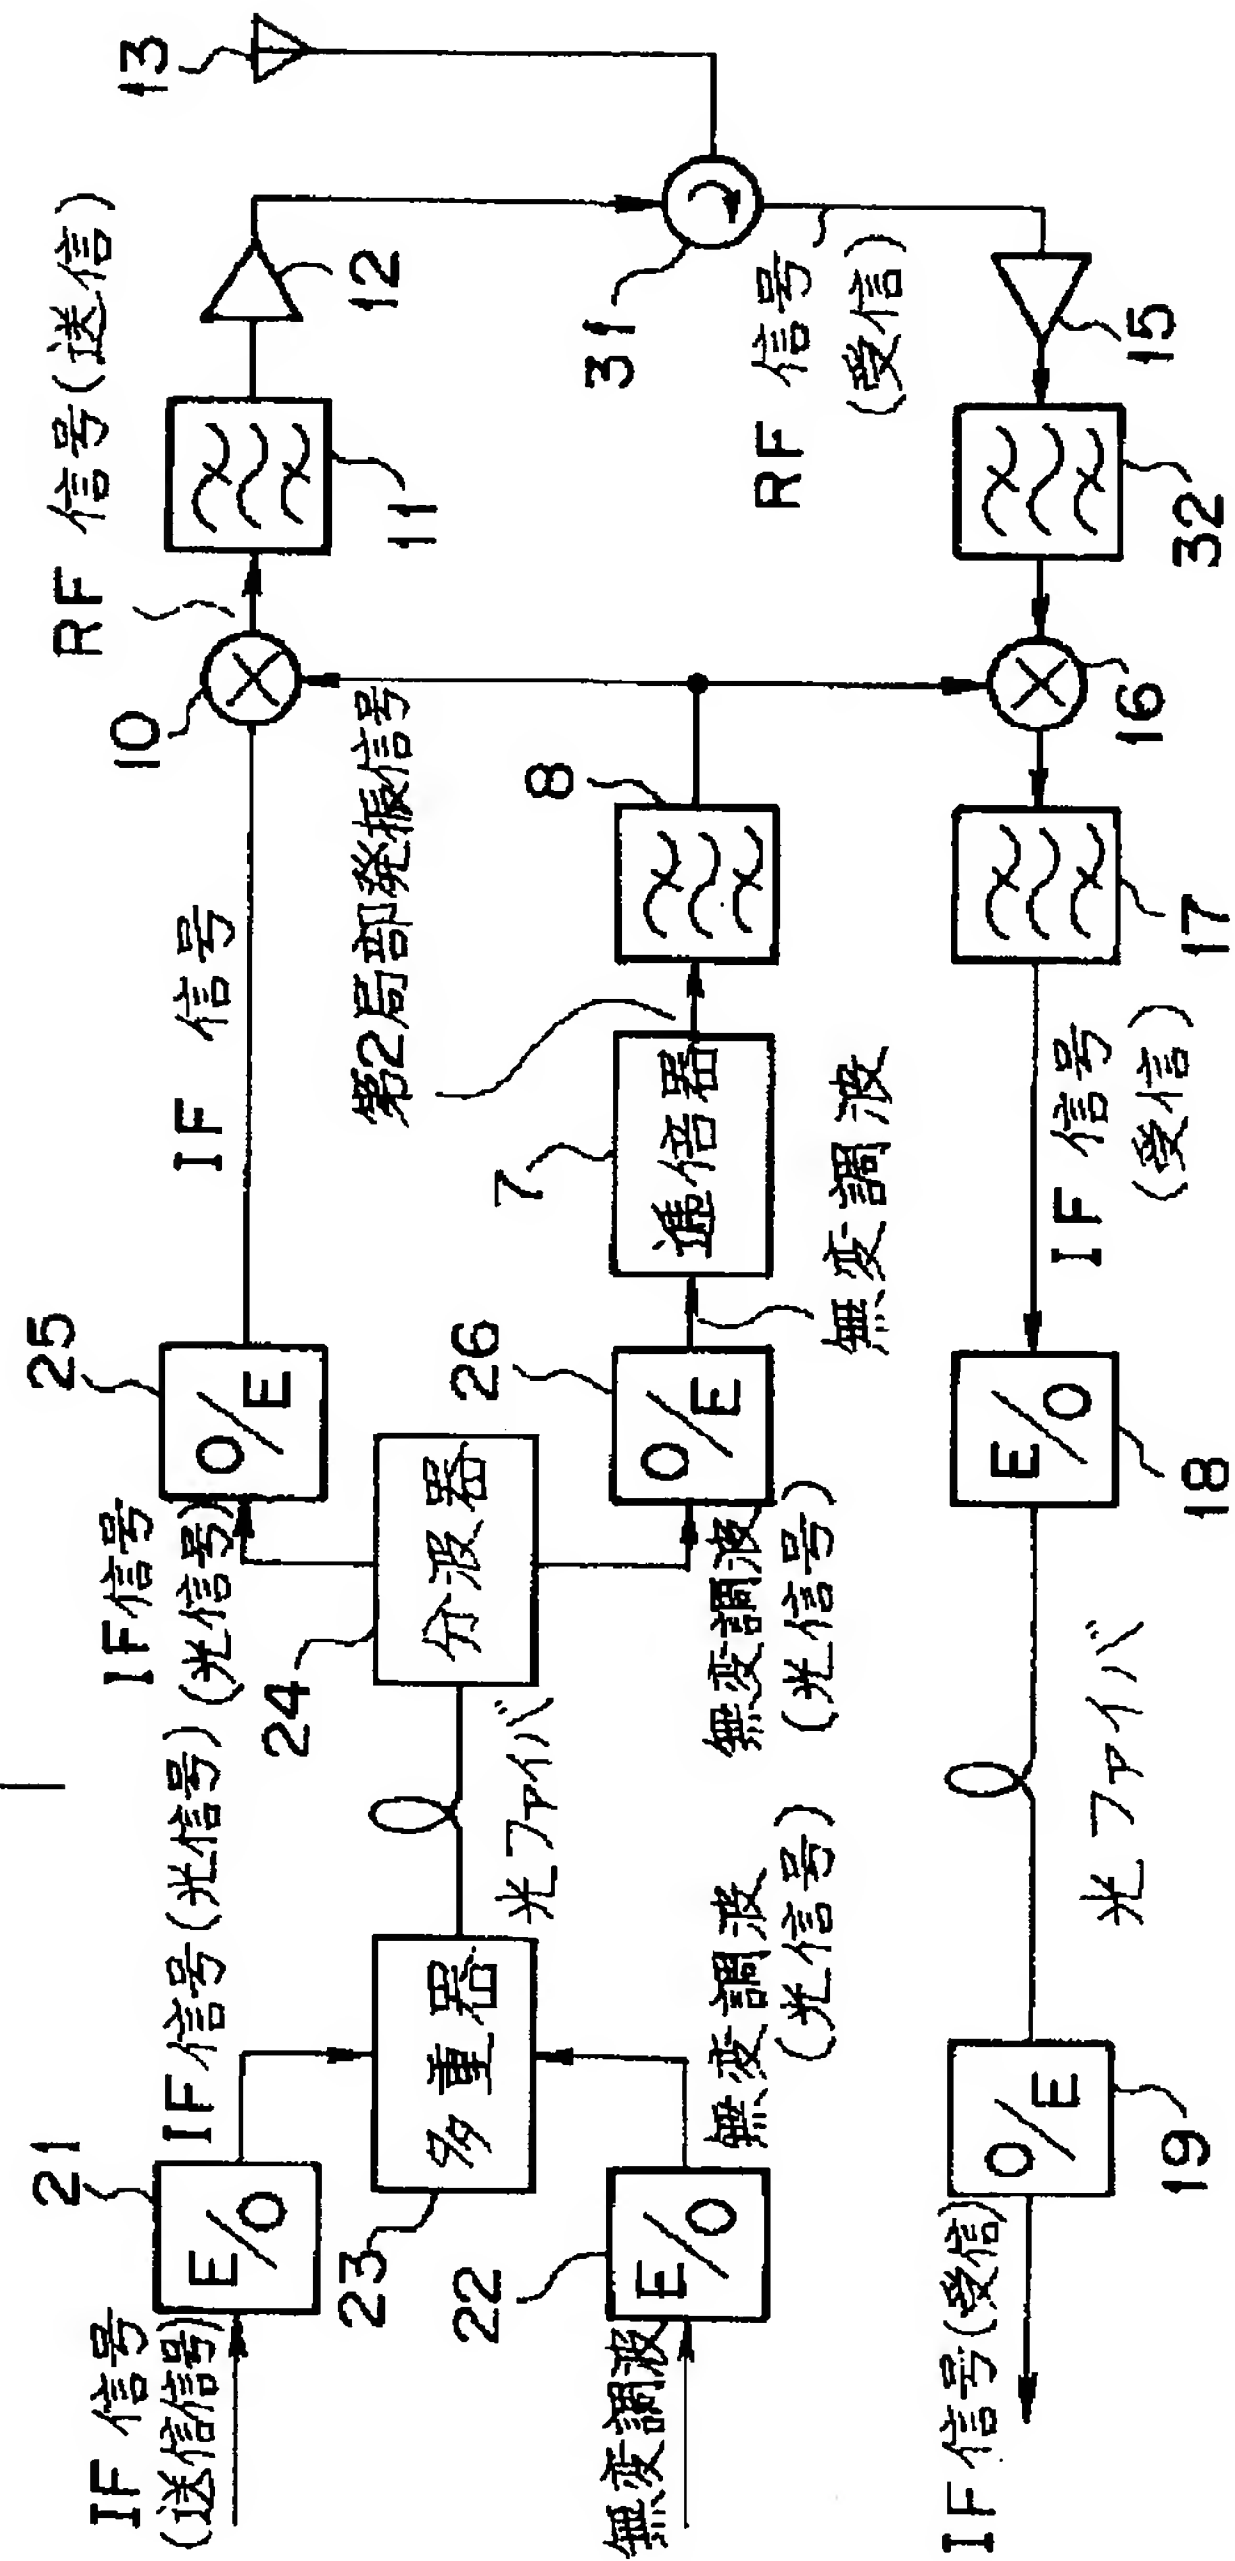 IF 信号
(送信信号)
21
E/O
IF信号(光信号)
IF信号
(光信号)
25
O/E
IF 信号
10
RF 信号(送信)
11
12
13
23
多重器
光ファイバ
24
分波器
第2局部発振信号
31
無変調波
22
E/O
無変調波
(光信号)
無変調波
(光信号)
26
O/E
無変調波
7
逓倍器
8
RF 信号
(受信)
IF信号(受信)
19
O/E
光ファイバ
18
E/O
IF 信号
(受信)
17
16
32
15